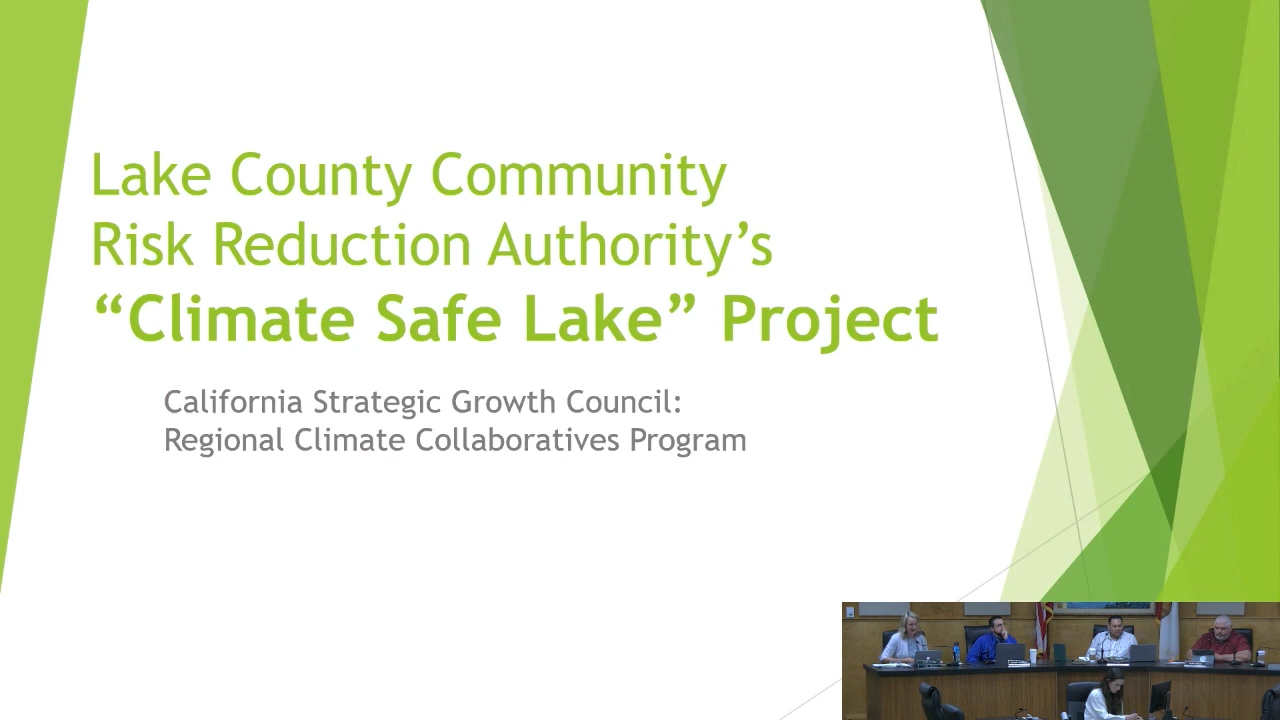 Lake County Community
Risk Reduction Authority’s
“Climate Safe Lake” Project
California Strategic Growth Council:
Regional Climate Collaboratives Program